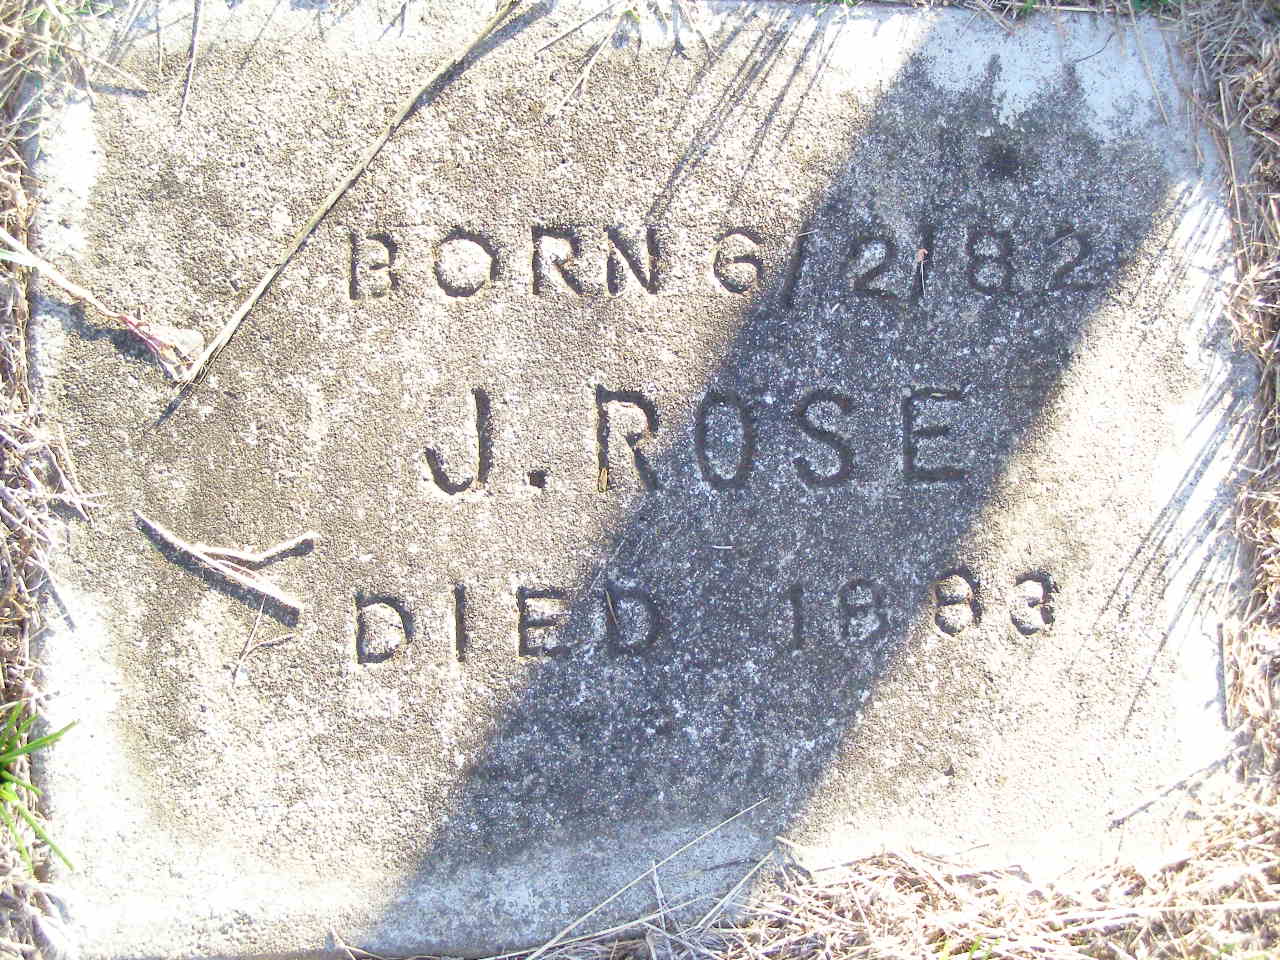 BORN 6/2/82
J. ROSE
DIED 1883